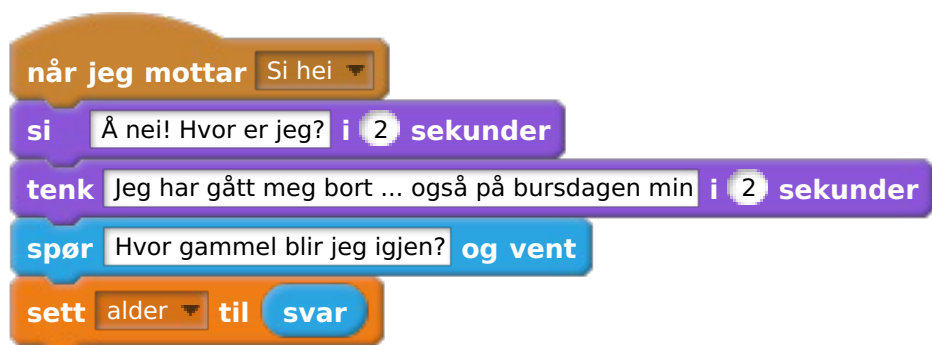 når jeg mottar Si hei
si Å nei! Hvor er jeg? i 2 sekunder
tenk Jeg har gått meg bort ... også på bursdagen min i 2 sekunder
spør Hvor gammel blir jeg igjen? og vent
sett alder til svar